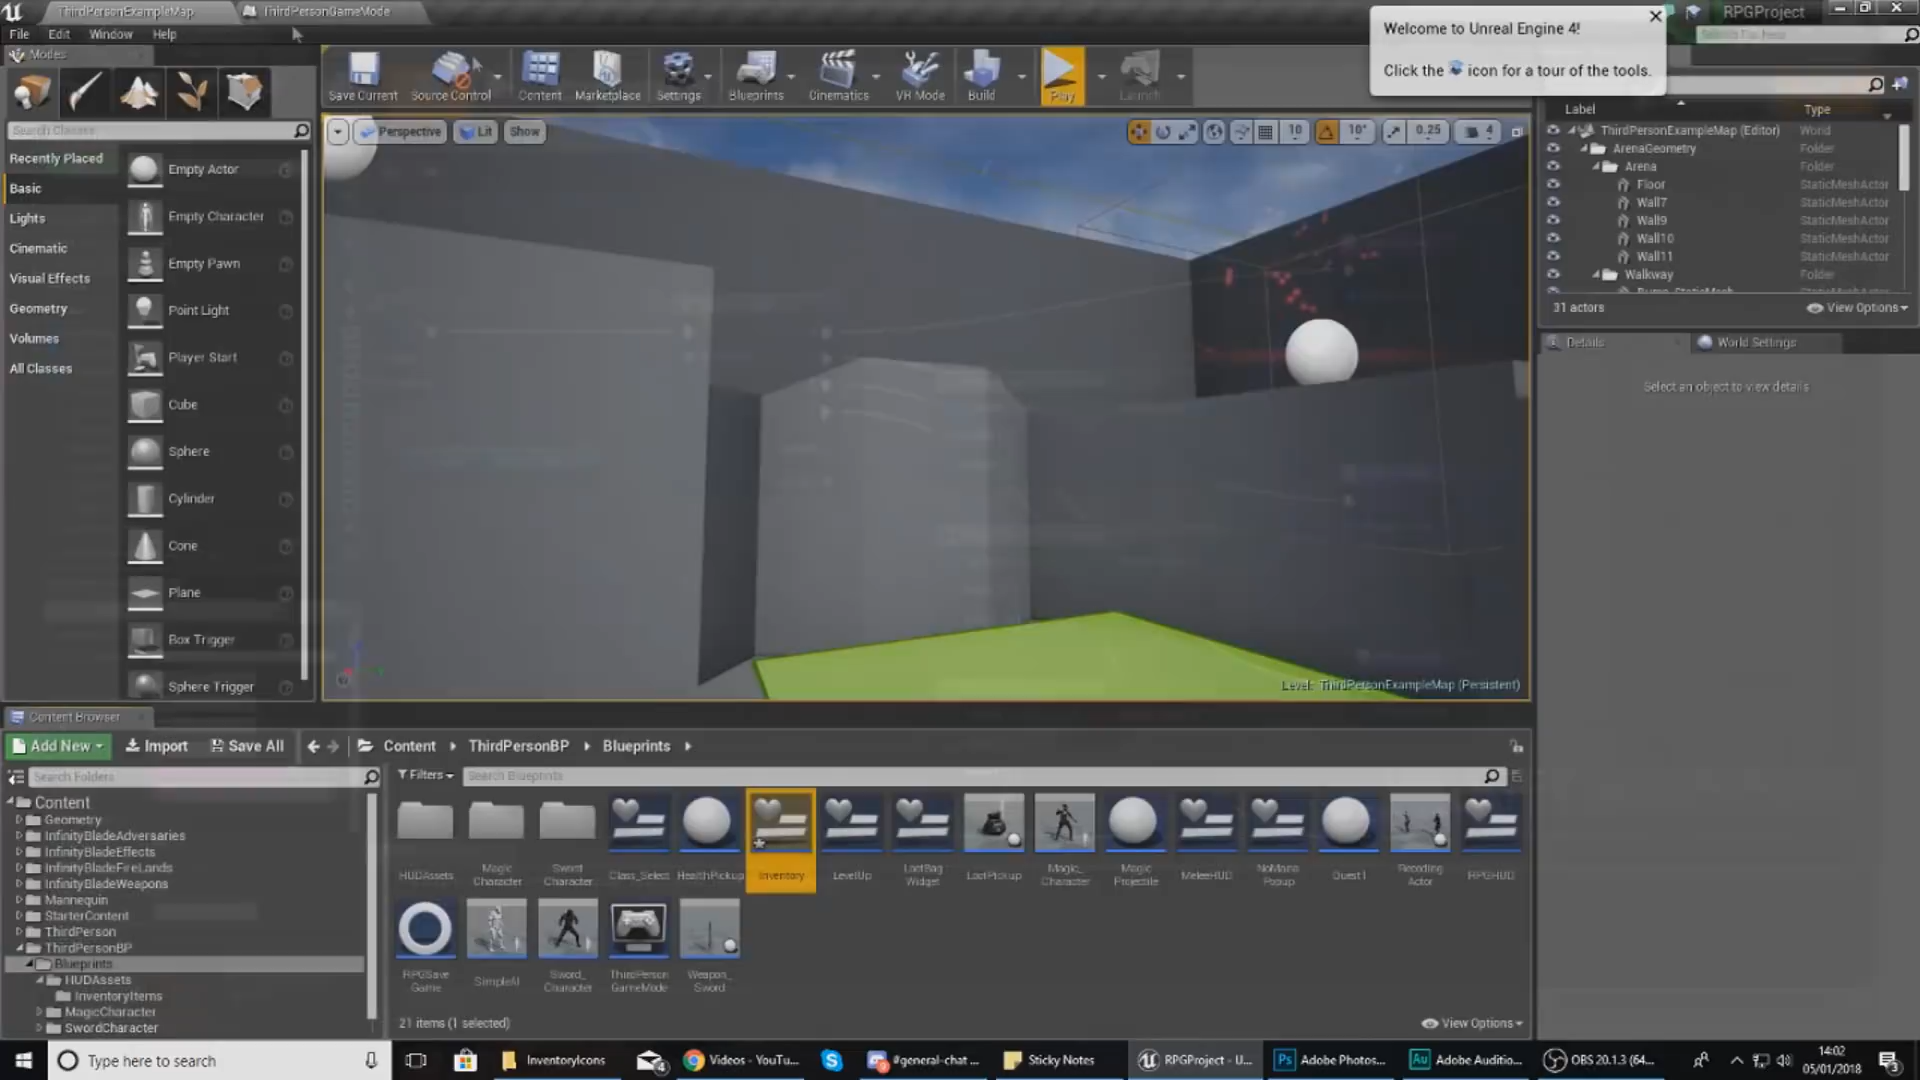 ThirdPersonExampleMap
ThirdPersonGameMode
RPGProject
File Edit Window Help
Welcome to Unreal Engine 4!
Click the icon for a tour of the tools.
Modes
Search Classes
Recently Placed
Basic
Lights
Cinematic
Visual Effects
Geometry
Volumes
All Classes
Empty Actor
Empty Character
Empty Pawn
Point Light
Player Start
Cube
Sphere
Cylinder
Cone
Plane
Box Trigger
Sphere Trigger
Save Current
Source Control
Content
Marketplace
Settings
Blueprints
Cinematics
VR Mode
Build
Play
Launch
Perspective
Lit
Show
10
10°
0.25
4
Level: ThirdPersonExampleMap (Persistent)
Label Type
ThirdPersonExampleMap (Editor) World
ArenaGeometry Folder
Arena Folder
Floor StaticMeshActor
Wall7 StaticMeshActor
Wall9 StaticMeshActor
Wall10 StaticMeshActor
Wall11 StaticMeshActor
Walkway Folder
31 actors
View Options
Details
World Settings
Select an object to view details
Content Browser
Add New
Import
Save All
Content
ThirdPersonBP
Blueprints
Search Folders
Filters
Search Blueprints
Content
Geometry
InfinityBladeAdversaries
InfinityBladeEffects
InfinityBladeFireLands
InfinityBladeWeapons
Mannequin
StarterContent
ThirdPerson
ThirdPersonBP
Blueprints
HUDAssets
InventoryItems
MagicCharacter
SwordCharacter
HUDAssets
Magic Character
Sword Character
Class_Select
HealthPickup
Inventory
LevelUp
LootBag Widget
LootPickup
Magic_ Character
Magic Projectile
MeleeHUD
NoMana Popup
Quest1
Recoding Actor
RPGHUD
RPGSave Game
SimpleAI
Sword_ Character
ThirdPerson GameMode
Weapon_ Sword
21 items (1 selected)
View Options
Type here to search
InventoryIcons
4
Videos - YouTu...
#general-chat ...
Sticky Notes
RPGProject - U...
Adobe Photos...
Adobe Auditio...
OBS 20.1.3 (64...
14:02
05/01/2018
3